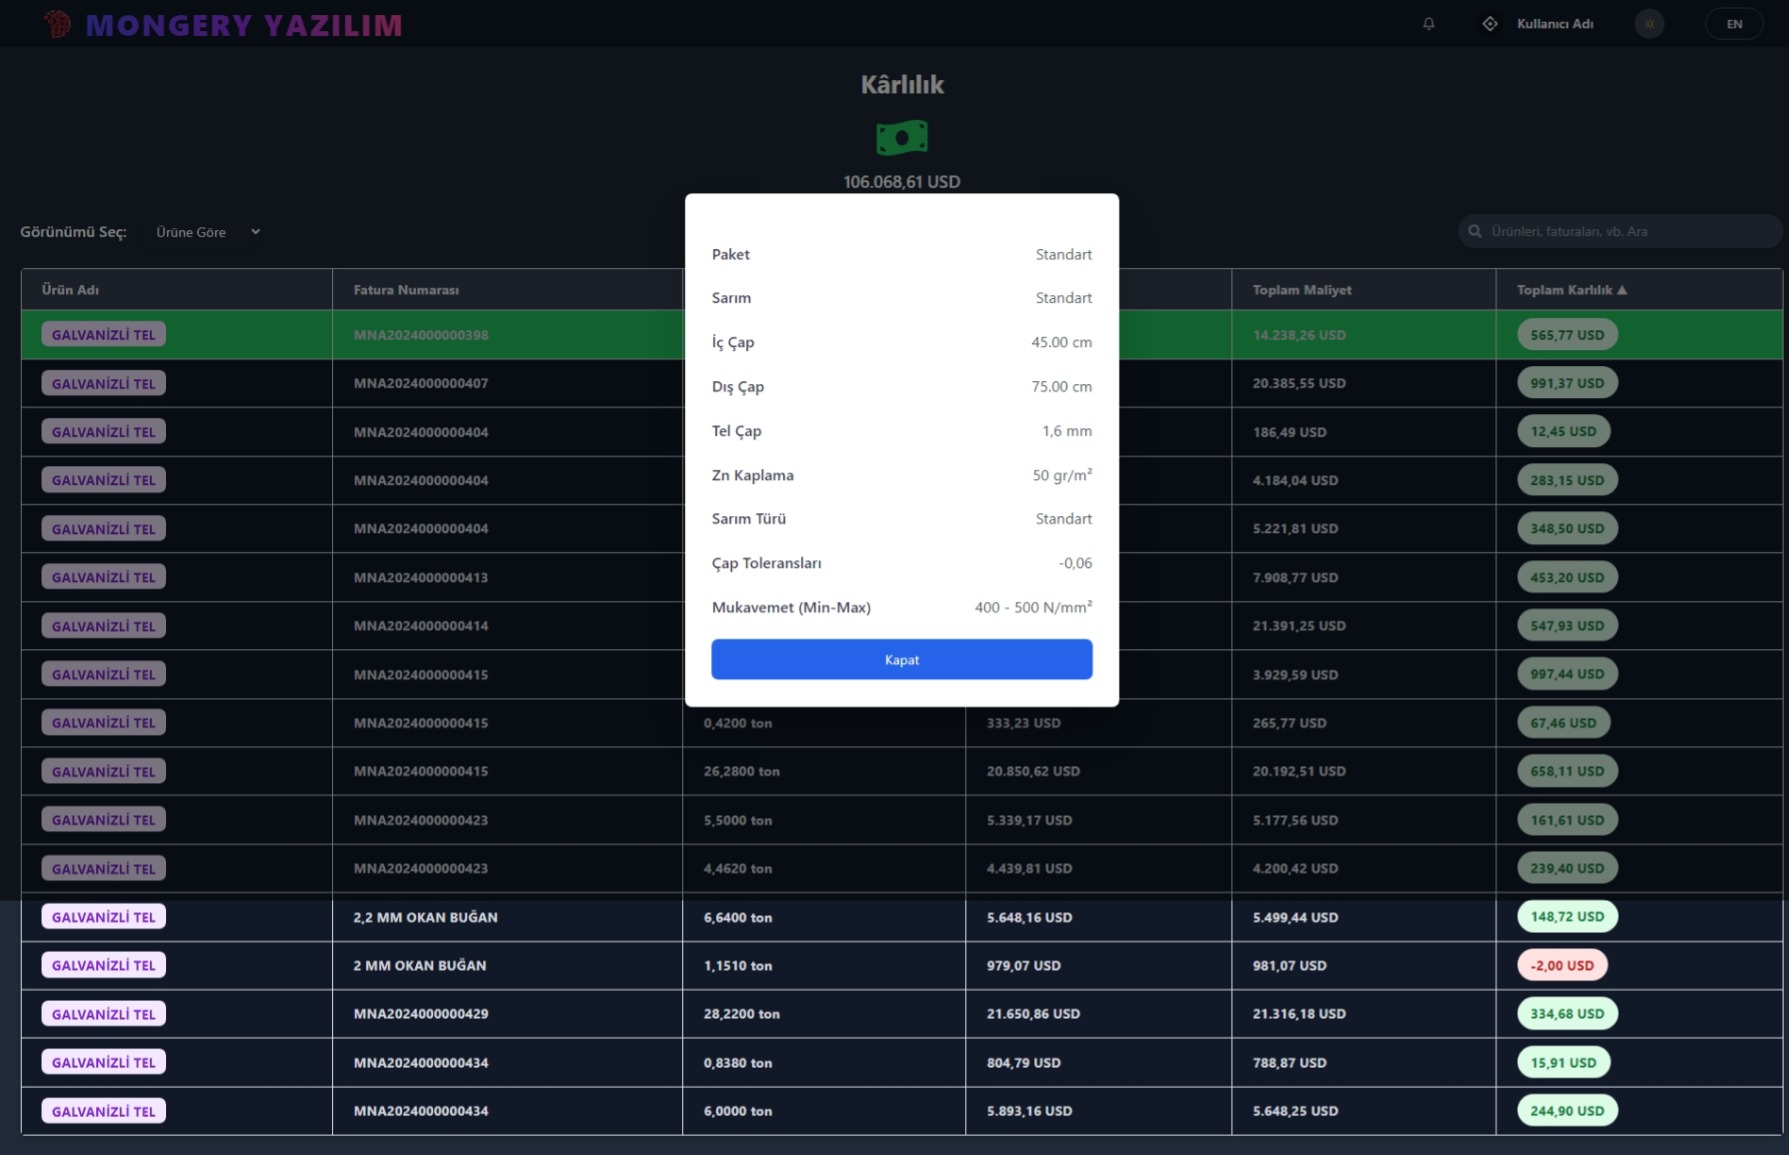 MONGERY YAZILIM
Kullanıcı Adı
EN
Kârlılık
106.068,61 USD
Görünümü Seç: Ürüne Göre
Ürünleri, faturaları, vb. Ara
Ürün Adı Fatura Numarası Toplam Maliyet Toplam Karlılık ▲
GALVANİZLİ TEL MNA2024000000398 14.238,26 USD 565,77 USD
GALVANİZLİ TEL MNA2024000000407 20.385,55 USD 991,37 USD
GALVANİZLİ TEL MNA2024000000404 186,49 USD 12,45 USD
GALVANİZLİ TEL MNA2024000000404 4.184,04 USD 283,15 USD
GALVANİZLİ TEL MNA2024000000404 5.221,81 USD 348,50 USD
GALVANİZLİ TEL MNA2024000000413 7.908,77 USD 453,20 USD
GALVANİZLİ TEL MNA2024000000414 21.391,25 USD 547,93 USD
GALVANİZLİ TEL MNA2024000000415 3.929,59 USD 997,44 USD
GALVANİZLİ TEL MNA2024000000415 0,4200 ton 333,23 USD 265,77 USD 67,46 USD
GALVANİZLİ TEL MNA2024000000415 26,2800 ton 20.850,62 USD 20.192,51 USD 658,11 USD
GALVANİZLİ TEL MNA2024000000423 5,5000 ton 5.339,17 USD 5.177,56 USD 161,61 USD
GALVANİZLİ TEL MNA2024000000423 4,4620 ton 4.439,81 USD 4.200,42 USD 239,40 USD
GALVANİZLİ TEL 2,2 MM OKAN BUĞAN 6,6400 ton 5.648,16 USD 5.499,44 USD 148,72 USD
GALVANİZLİ TEL 2 MM OKAN BUĞAN 1,1510 ton 979,07 USD 981,07 USD -2,00 USD
GALVANİZLİ TEL MNA2024000000429 28,2200 ton 21.650,86 USD 21.316,18 USD 334,68 USD
GALVANİZLİ TEL MNA2024000000434 0,8380 ton 804,79 USD 788,87 USD 15,91 USD
GALVANİZLİ TEL MNA2024000000434 6,0000 ton 5.893,16 USD 5.648,25 USD 244,90 USD
Paket Standart
Sarım Standart
İç Çap 45.00 cm
Dış Çap 75.00 cm
Tel Çap 1,6 mm
Zn Kaplama 50 gr/m²
Sarım Türü Standart
Çap Toleransları -0,06
Mukavemet (Min-Max) 400 - 500 N/mm²
Kapat